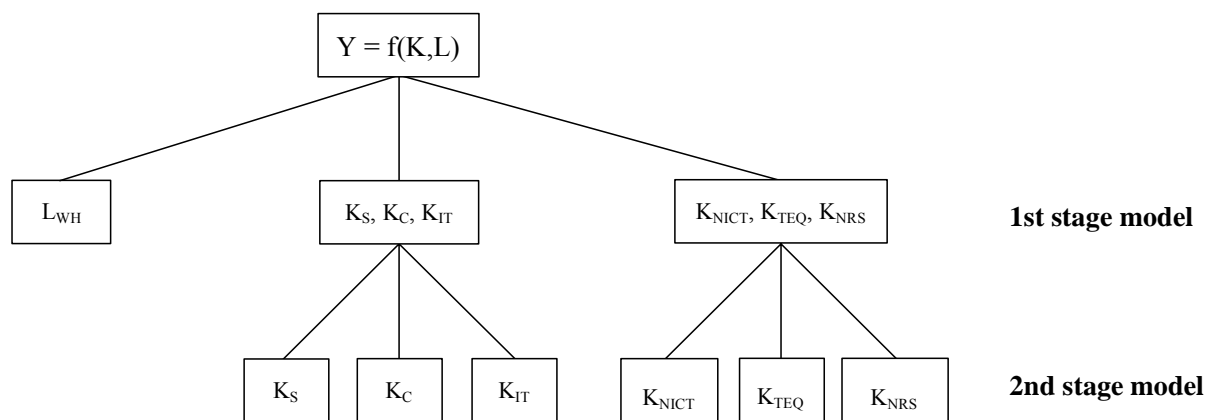 Y = f(K,L)
L_WH
K_S, K_C, K_IT
K_NICT, K_TEQ, K_NRS
1st stage model
K_S
K_C
K_IT
K_NICT
K_TEQ
K_NRS
2nd stage model